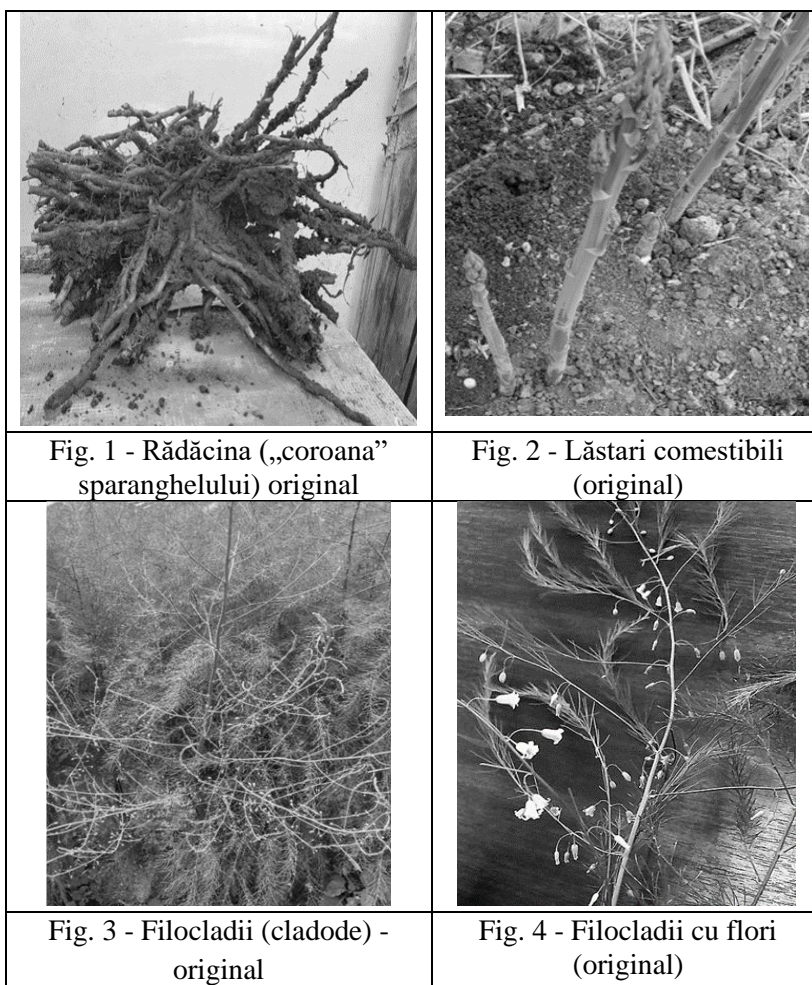 Fig. 1 - Rădăcina („coroana”
sparanghelului) original
Fig. 2 - Lăstari comestibili
(original)
Fig. 3 - Filocladii (cladode) -
original
Fig. 4 - Filocladii cu flori
(original)